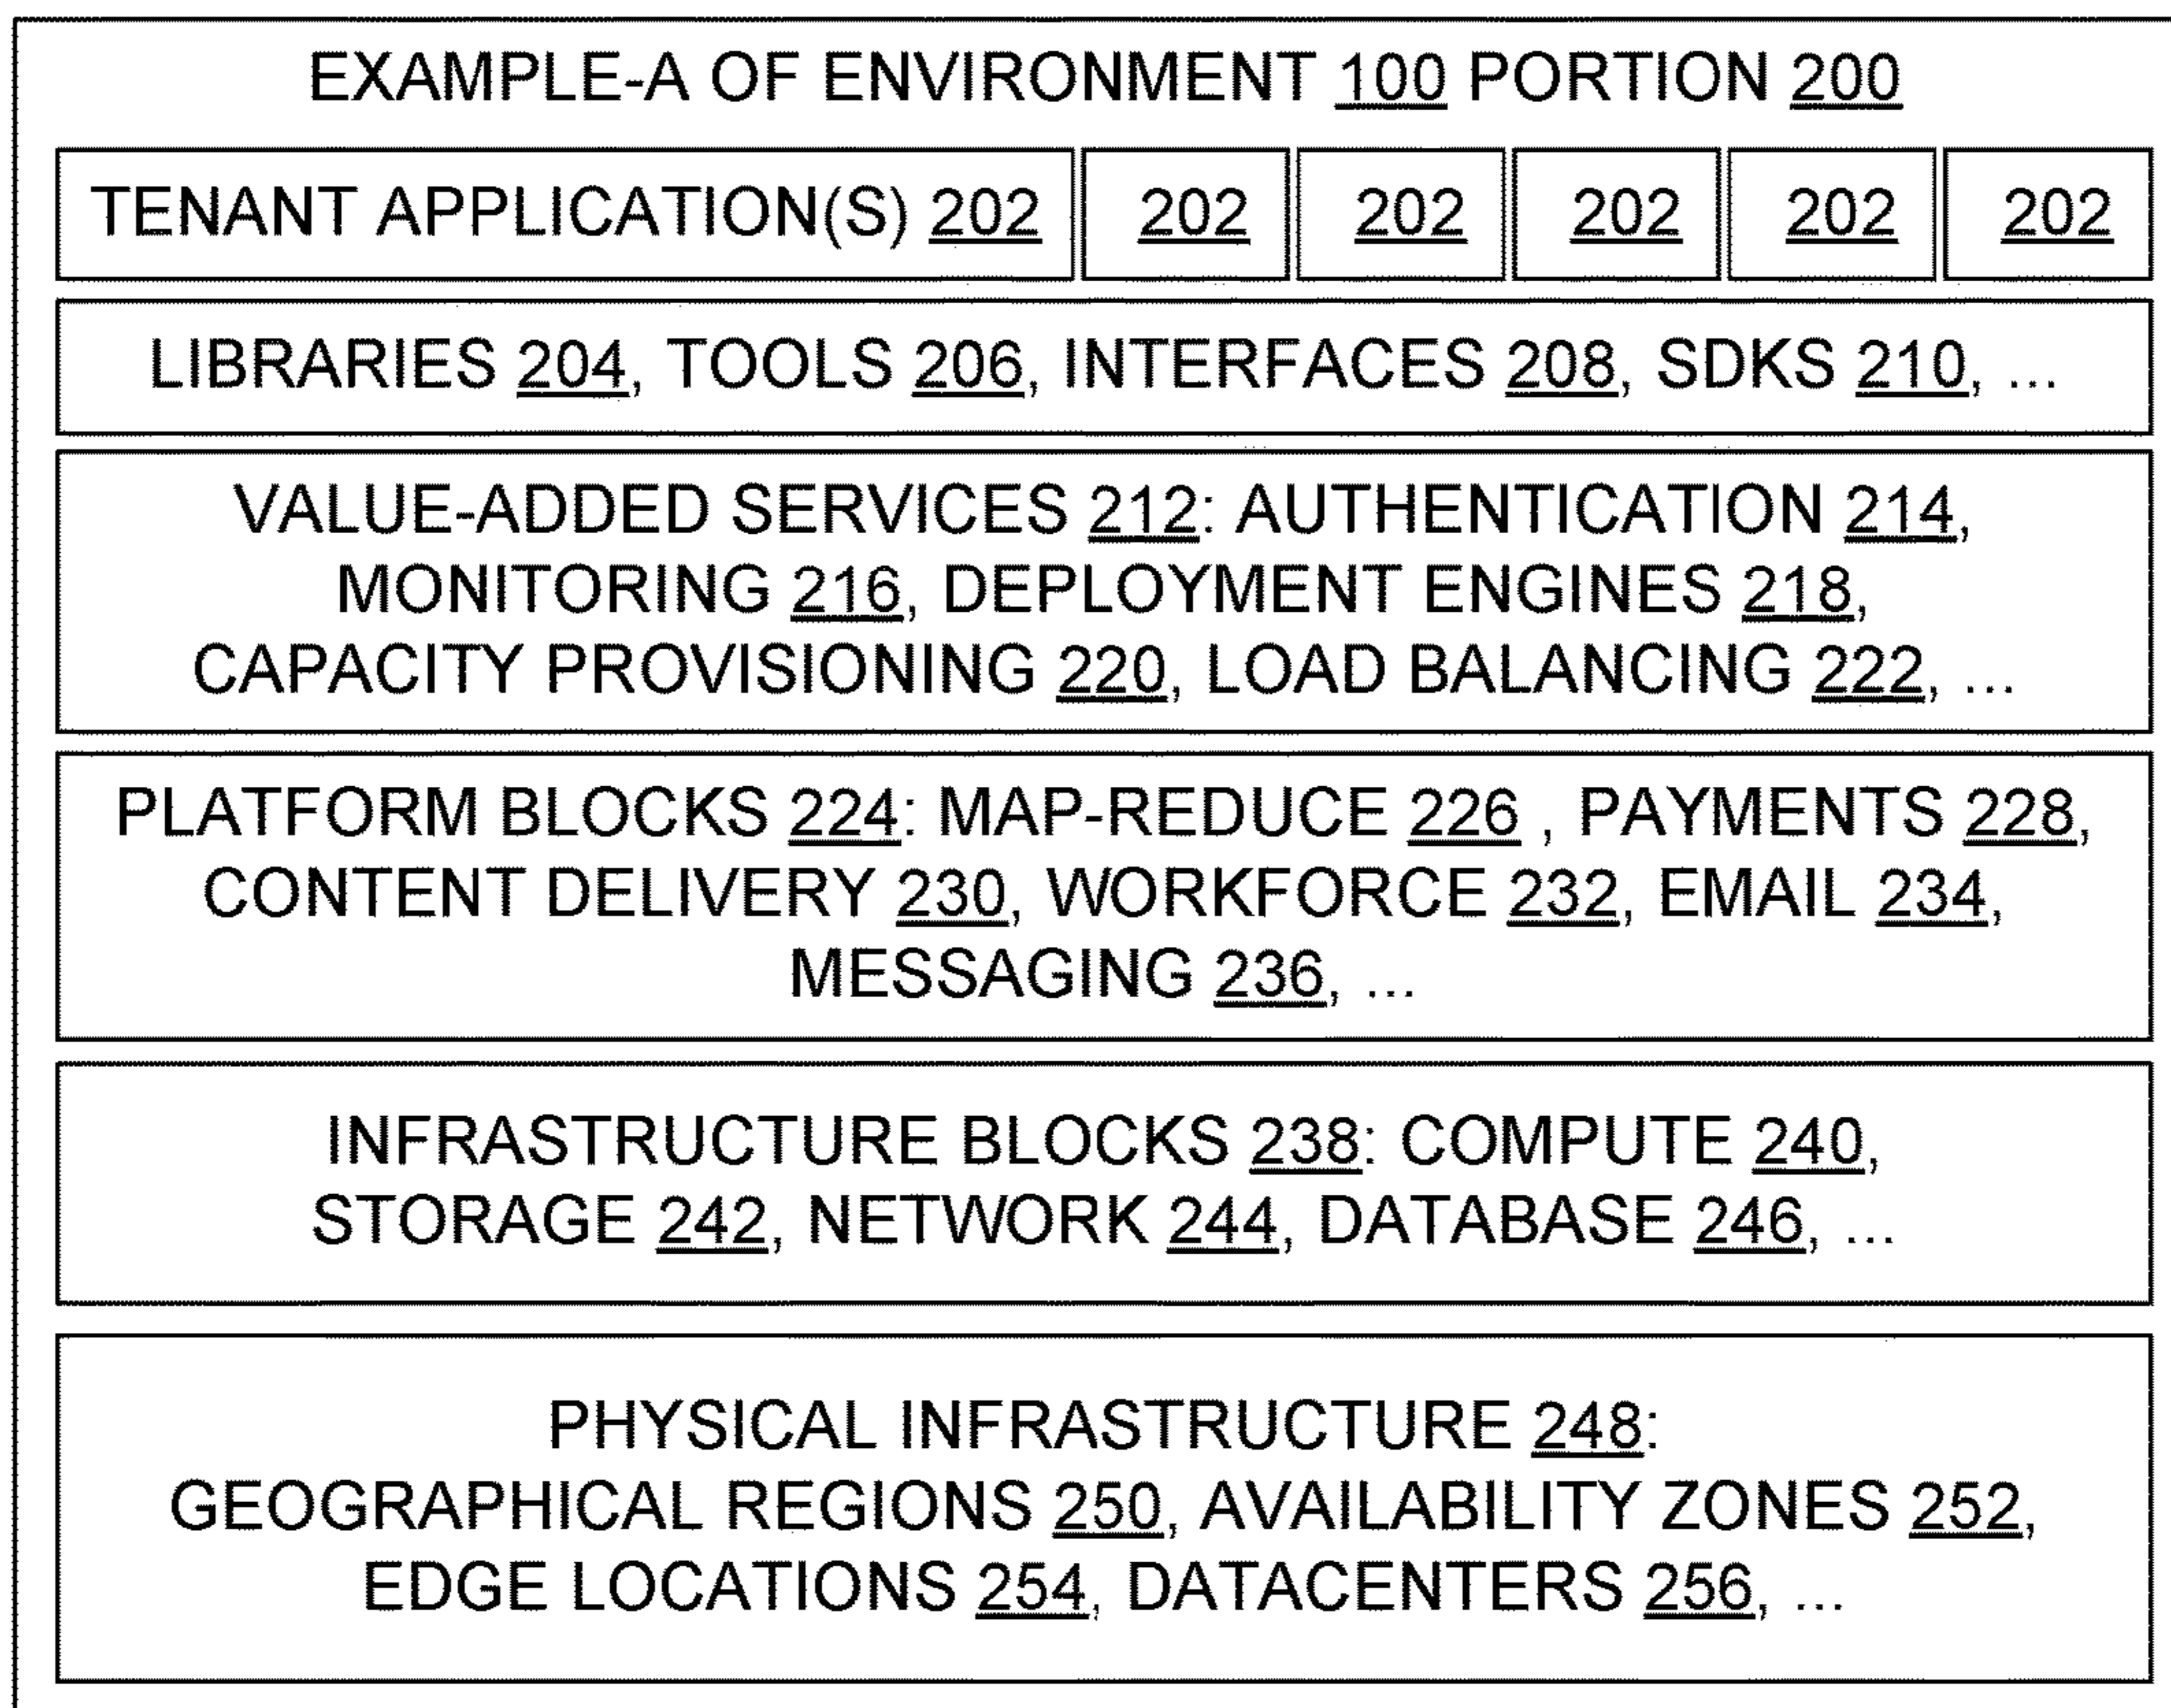 EXAMPLE-A OF ENVIRONMENT 100 PORTION 200
TENANT APPLICATION(S) 202 202 202 202 202 202
LIBRARIES 204, TOOLS 206, INTERFACES 208, SDKS 210, ...
VALUE-ADDED SERVICES 212: AUTHENTICATION 214,
MONITORING 216, DEPLOYMENT ENGINES 218,
CAPACITY PROVISIONING 220, LOAD BALANCING 222, ...
PLATFORM BLOCKS 224: MAP-REDUCE 226 , PAYMENTS 228,
CONTENT DELIVERY 230, WORKFORCE 232, EMAIL 234,
MESSAGING 236, ...
INFRASTRUCTURE BLOCKS 238: COMPUTE 240,
STORAGE 242, NETWORK 244, DATABASE 246, ...
PHYSICAL INFRASTRUCTURE 248:
GEOGRAPHICAL REGIONS 250, AVAILABILITY ZONES 252,
EDGE LOCATIONS 254, DATACENTERS 256, ...